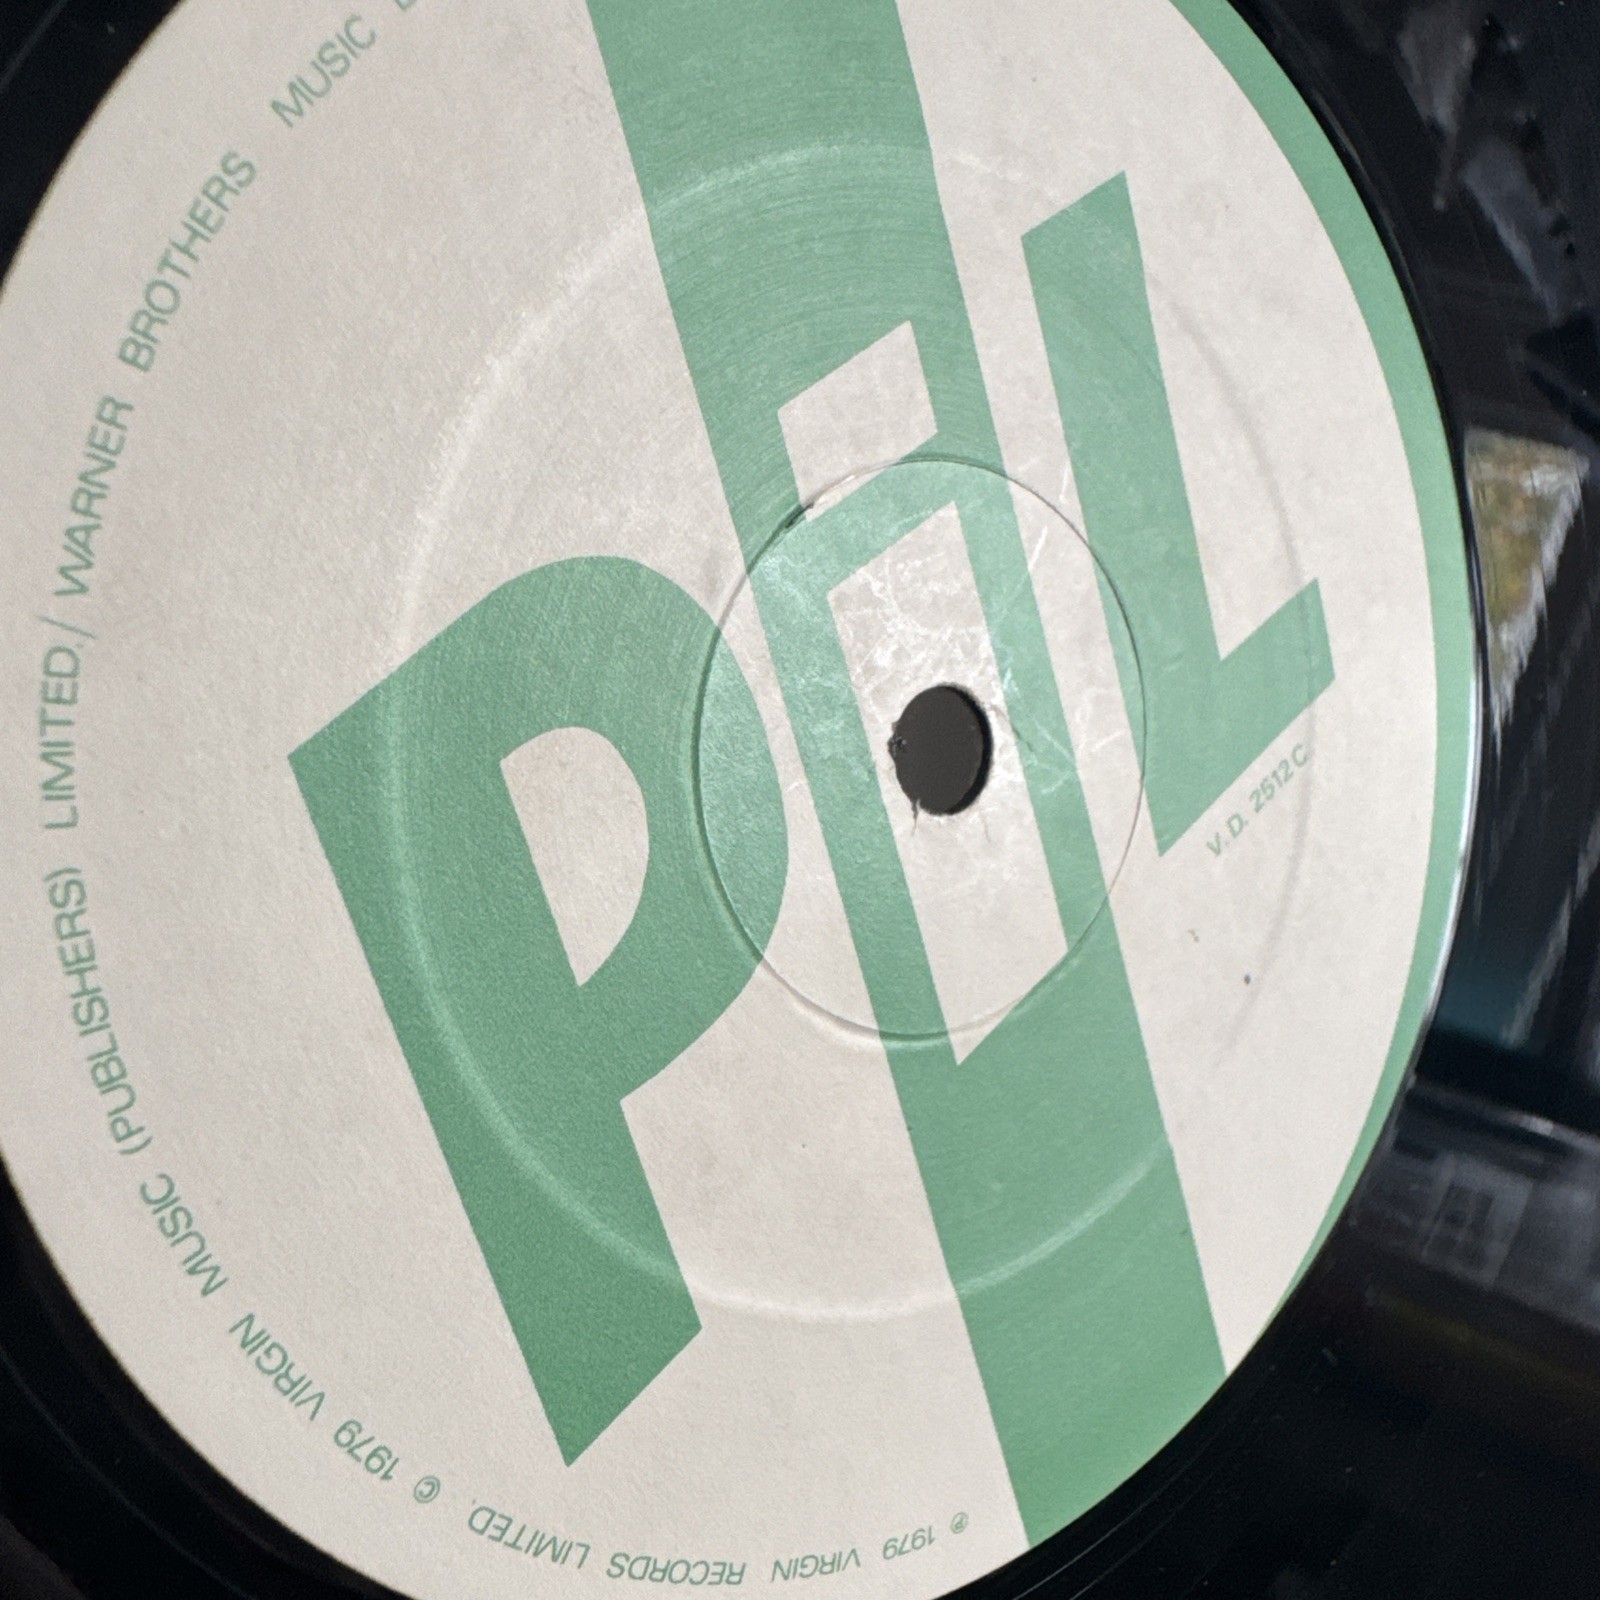 PiL
V.D. 2512 C
℗ 1979 VIRGIN RECORDS LIMITED. © 1979 VIRGIN MUSIC (PUBLISHERS) LIMITED./WARNER BROTHERS MUSIC